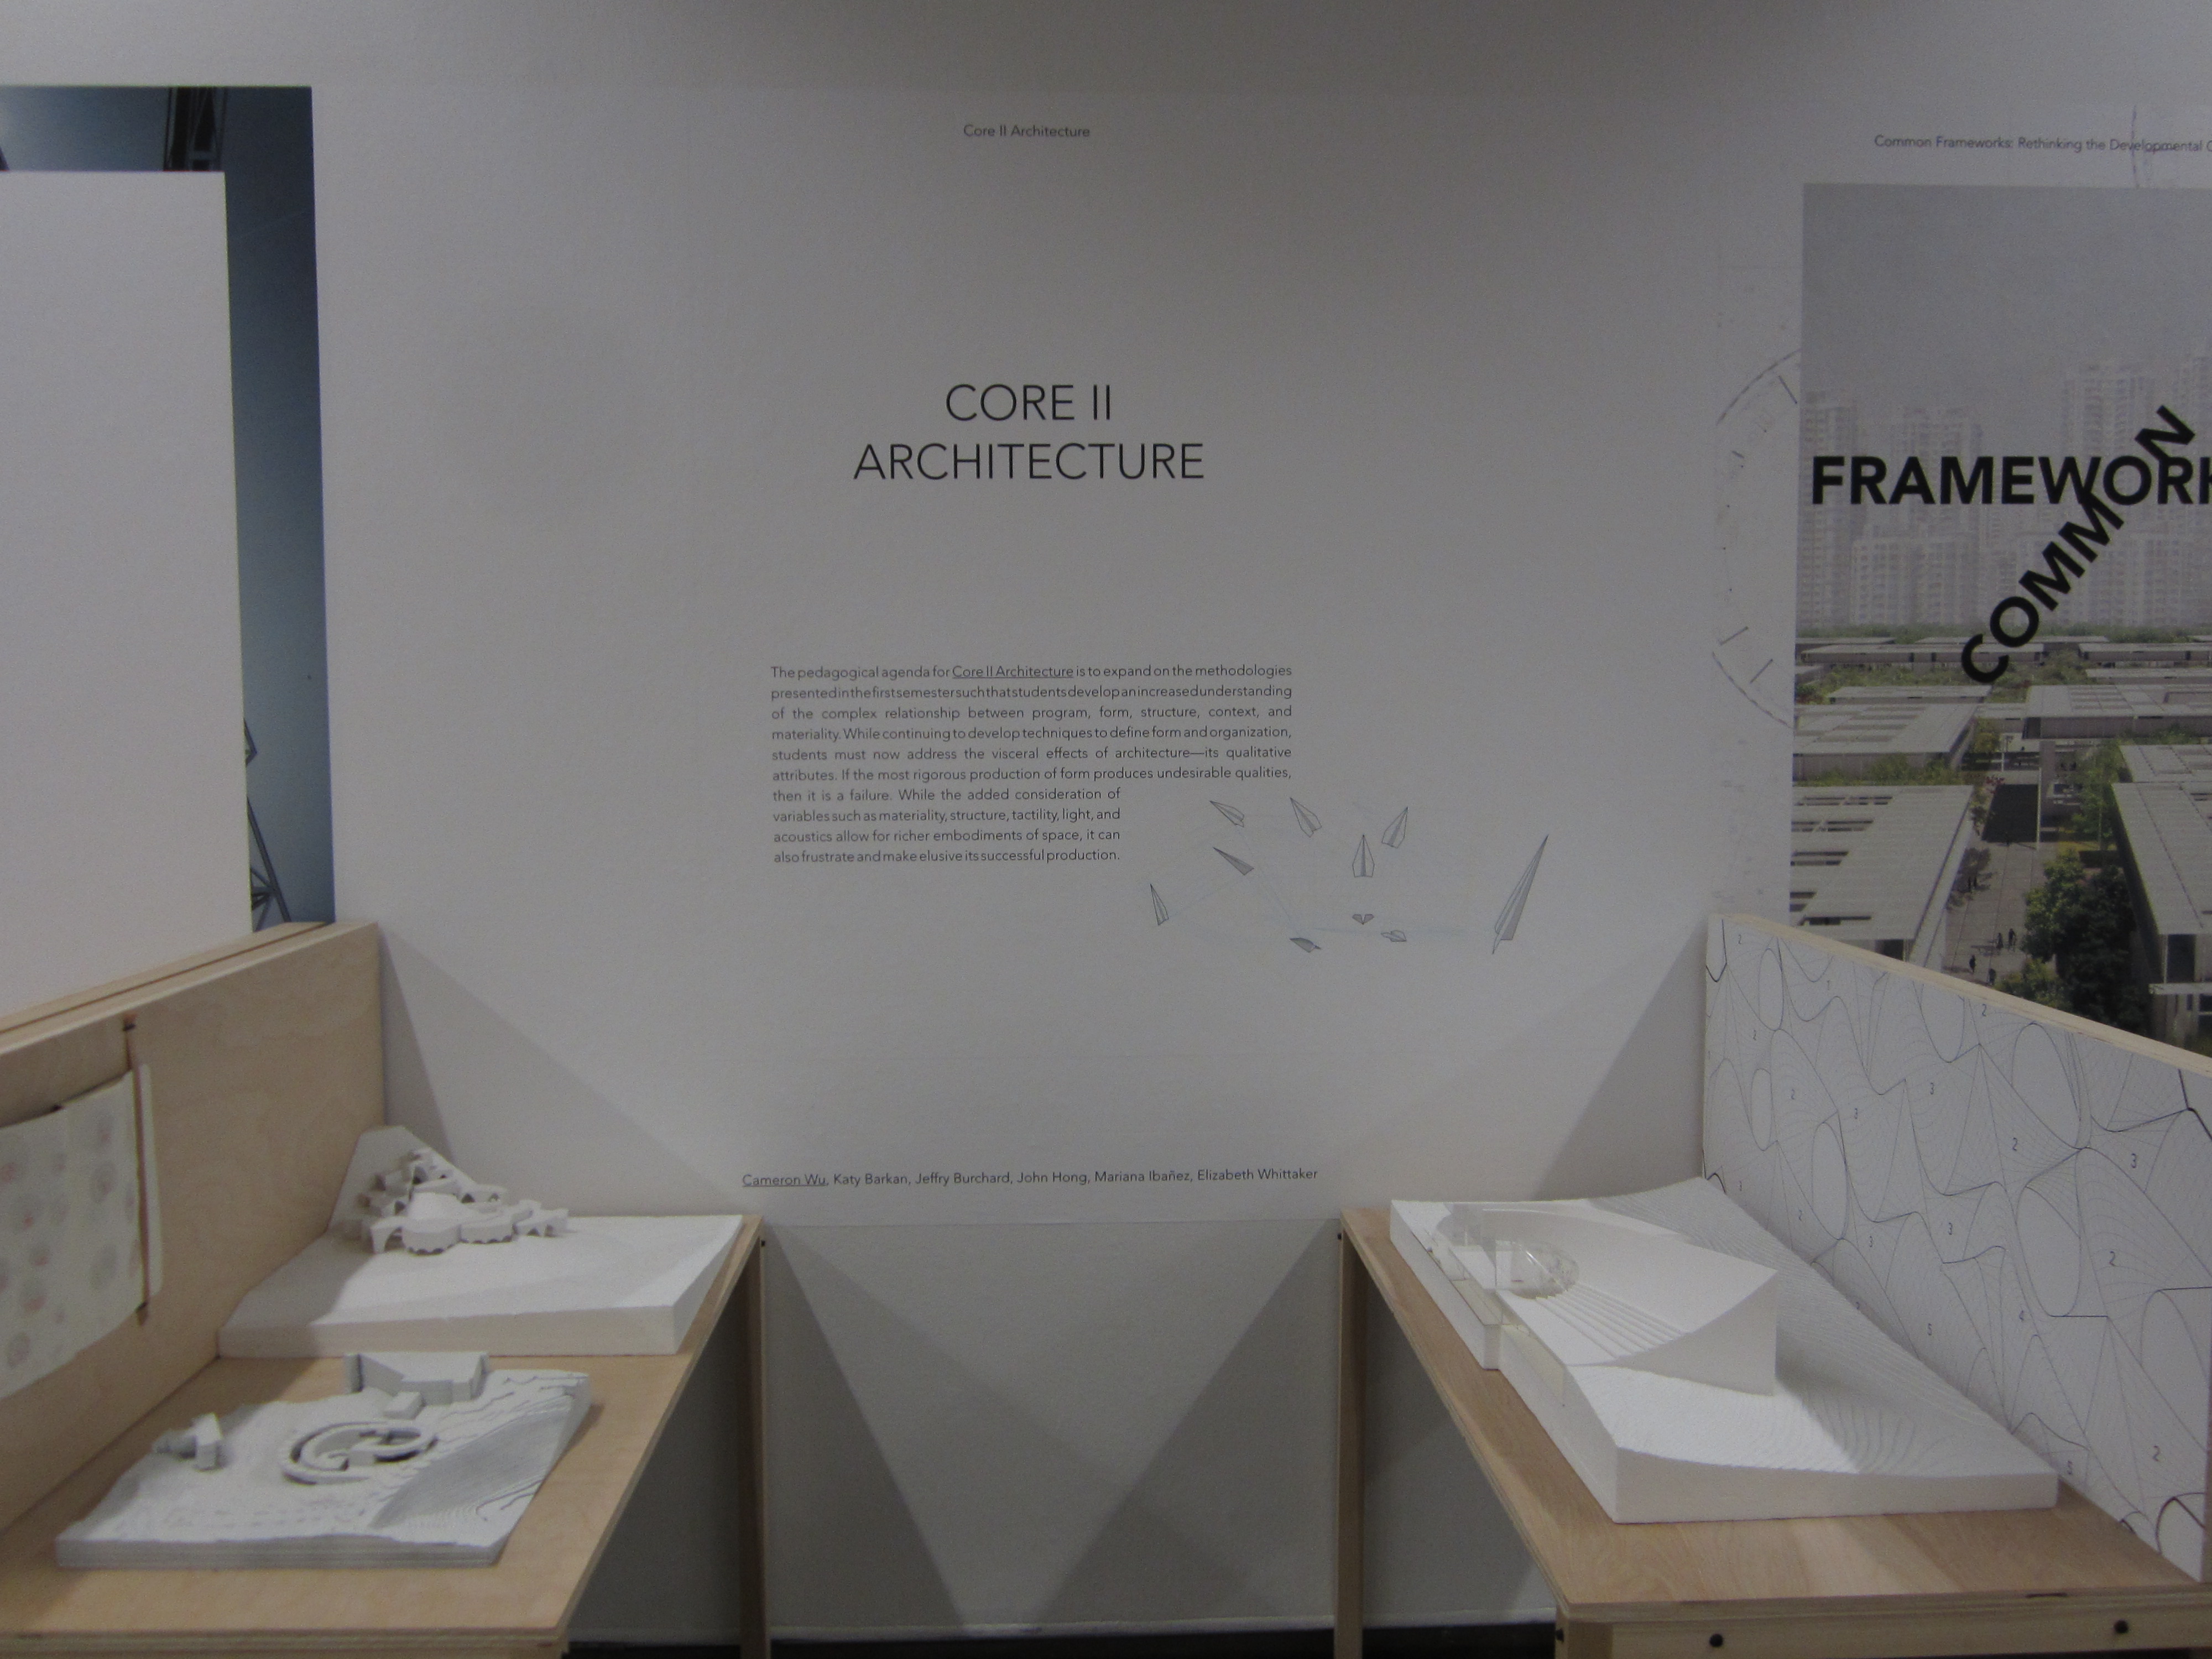 Core II Architecture
CORE II
ARCHITECTURE
The pedagogical agenda for Core II Architecture is to expand on the methodologies
presented in the first semester such that students develop an increased understanding
of the complex relationship between program, form, structure, context, and
materiality. While continuing to develop techniques to define form and organization,
students must now address the visceral effects of architecture—its qualitative
attributes. If the most rigorous production of form produces undesirable qualities,
then it is a failure. While the added consideration of
variables such as materiality, structure, tactility, light, and
acoustics allow for richer embodiments of space, it can
also frustrate and make elusive its successful production.
Cameron Wu, Katy Barkan, Jeffry Burchard, John Hong, Mariana Ibañez, Elizabeth Whittaker
Common Frameworks: Rethinking the Developmental
FRAMEWORK
COMMON